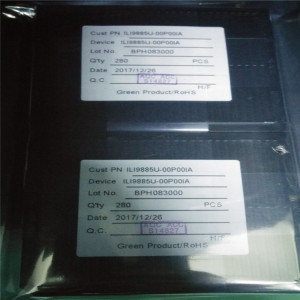 Cust PN ILI9885U-00P00IA
Device ILI9885U-00P00IA
Lot No. BPH083000
Q'ty 260 PCS
Date 2017/12/26
Q.C.
H/F
Green Product/RoHS
Cust PN ILI9885U-00P00IA
Device ILI9885U-00P00IA
Lot No. BPH083000
Q'ty 280 PCS
Date 2017/12/26
Q.C. 014827
H/F
Green Product/RoHS